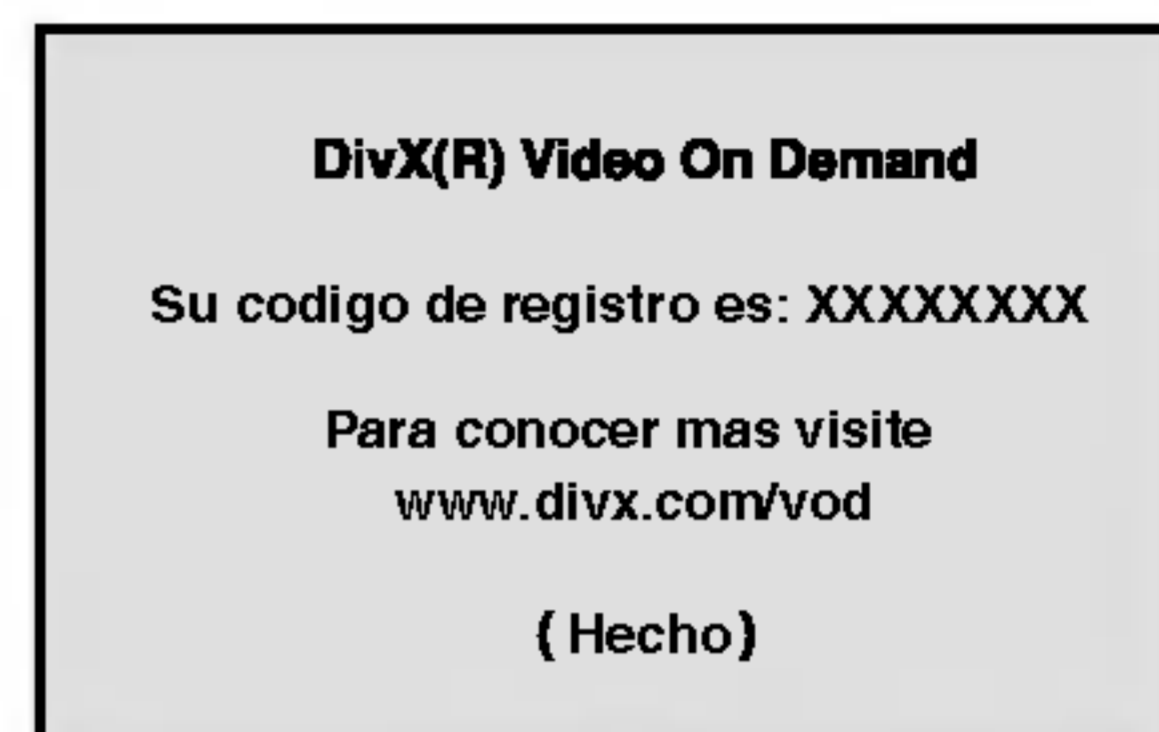 DivX(R) Video On Demand
Su codigo de registro es: XXXXXXXX
Para conocer mas visite
www.divx.com/vod
( Hecho)